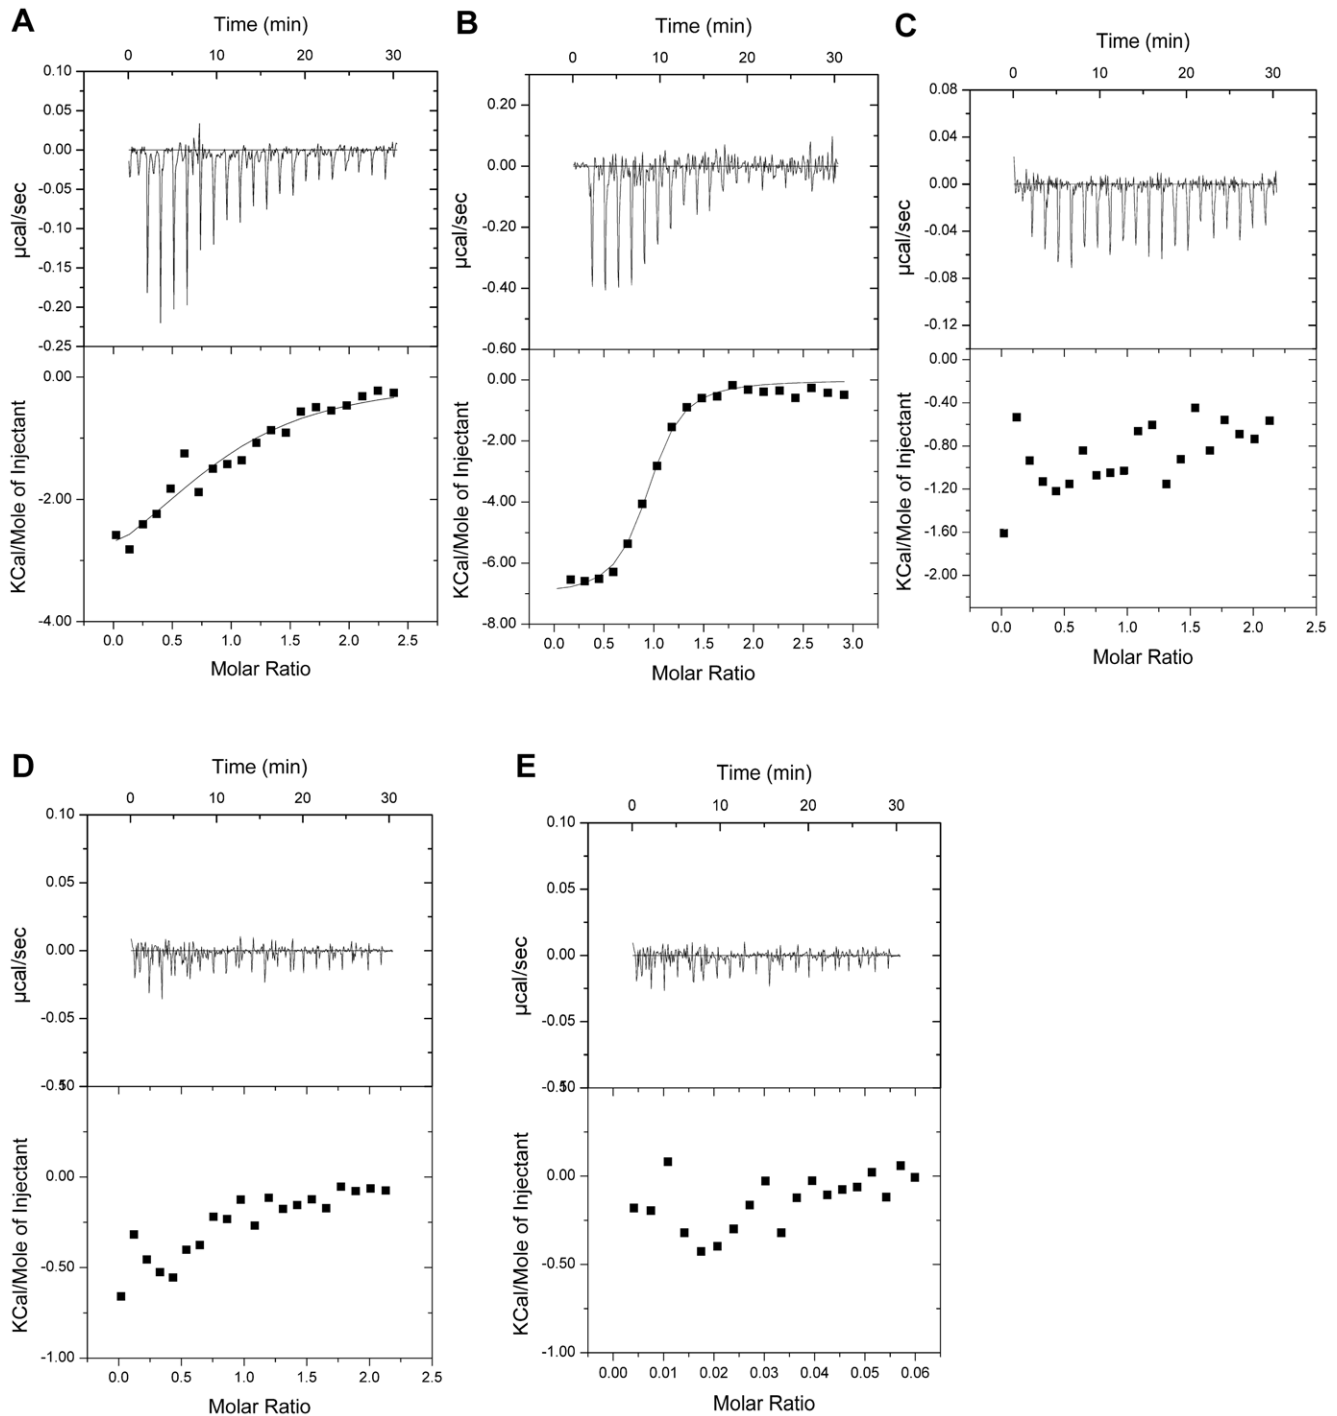 A
Time (min)
0 10 20 30
0.10
0.05
0.00
-0.05
-0.10
-0.15
-0.20
-0.25
µcal/sec
0.00
-2.00
-4.00
KCal/Mole of Injectant
0.0 0.5 1.0 1.5 2.0 2.5
Molar Ratio
B
Time (min)
0 10 20 30
0.20
0.00
-0.20
-0.40
-0.60
µcal/sec
0.00
-2.00
-4.00
-6.00
-8.00
KCal/Mole of Injectant
0.0 0.5 1.0 1.5 2.0 2.5 3.0
Molar Ratio
C
Time (min)
0 10 20 30
0.08
0.04
0.00
-0.04
-0.08
-0.12
µcal/sec
0.00
-0.40
-0.80
-1.20
-1.60
-2.00
KCal/Mole of Injectant
0.0 0.5 1.0 1.5 2.0 2.5
Molar Ratio
D
Time (min)
0 10 20 30
0.10
0.05
0.00
-0.05
µcal/sec
0.00
-0.50
-1.00
KCal/Mole of Injectant
0.0 0.5 1.0 1.5 2.0 2.5
Molar Ratio
E
Time (min)
0 10 20 30
0.10
0.05
0.00
-0.05
µcal/sec
0.00
-0.50
-1.00
KCal/Mole of Injectant
0.00 0.01 0.02 0.03 0.04 0.05 0.06
Molar Ratio